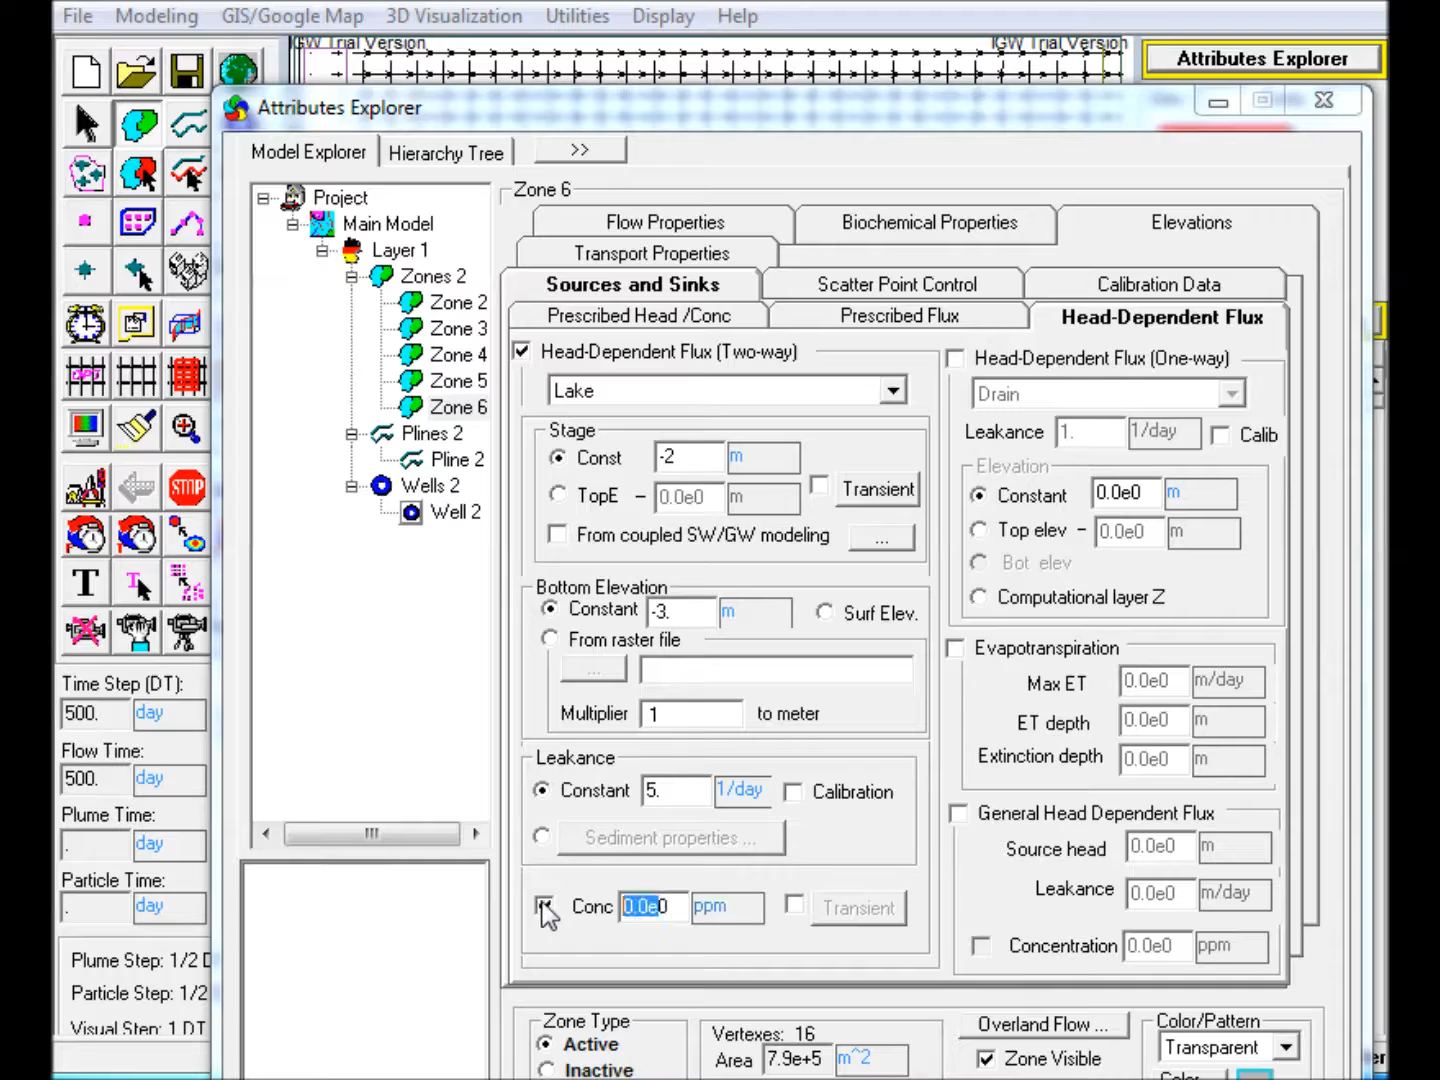 File Modeling GIS/Google Map 3D Visualization Utilities Display Help
IGW Trial Version IGW Trial Version
Attributes Explorer
Attributes Explorer
Model Explorer Hierarchy Tree >>
Project
Main Model
Layer 1
Zones 2
Zone 2
Zone 3
Zone 4
Zone 5
Zone 6
Plines 2
Pline 2
Wells 2
Well 2
Zone 6
Flow Properties Biochemical Properties Elevations
Transport Properties
Sources and Sinks Scatter Point Control Calibration Data
Prescribed Head /Conc Prescribed Flux Head-Dependent Flux
Head-Dependent Flux (Two-way)
Lake
Stage
Const -2 m
TopE - 0.0e0 m Transient
From coupled SW/GW modeling ...
Bottom Elevation
Constant -3. m Surf Elev.
From raster file
...
Multiplier 1 to meter
Leakance
Constant 5. 1/day Calibration
Sediment properties ...
Conc 0.0e0 ppm Transient
Head-Dependent Flux (One-way)
Drain
Leakance 1. 1/day Calib
Elevation
Constant 0.0e0 m
Top elev - 0.0e0 m
Bot elev
Computational layer Z
Evapotranspiration
Max ET 0.0e0 m/day
ET depth 0.0e0 m
Extinction depth 0.0e0 m
General Head Dependent Flux
Source head 0.0e0 m
Leakance 0.0e0 m/day
Concentration 0.0e0 ppm
Zone Type
Active
Inactive
Vertexes: 16
Area 7.9e+5 m^2
Overland Flow ...
Zone Visible
Color/Pattern
Transparent
Color
OPT
STOP
T
T
Time Step (DT):
500. day
Flow Time:
500. day
Plume Time:
. day
Particle Time:
. day
Plume Step: 1/2 D
Particle Step: 1/2
Visual Step: 1 DT
er